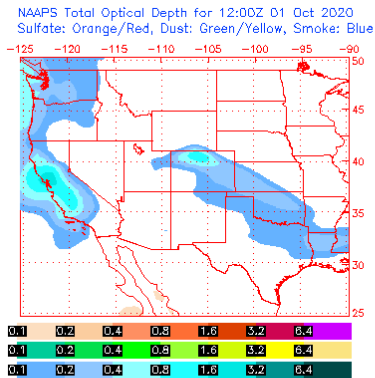 NAAPS Total Optical Depth for 12:00Z 01 Oct 2020
Sulfate: Orange/Red, Dust: Green/Yellow, Smoke: Blue
-125 -120 -115 -110 -105 -100 -95 -90
50
45
40
35
30
25
0.1 0.2 0.4 0.8 1.6 3.2 6.4
0.1 0.2 0.4 0.8 1.6 3.2 6.4
0.1 0.2 0.4 0.8 1.6 3.2 6.4